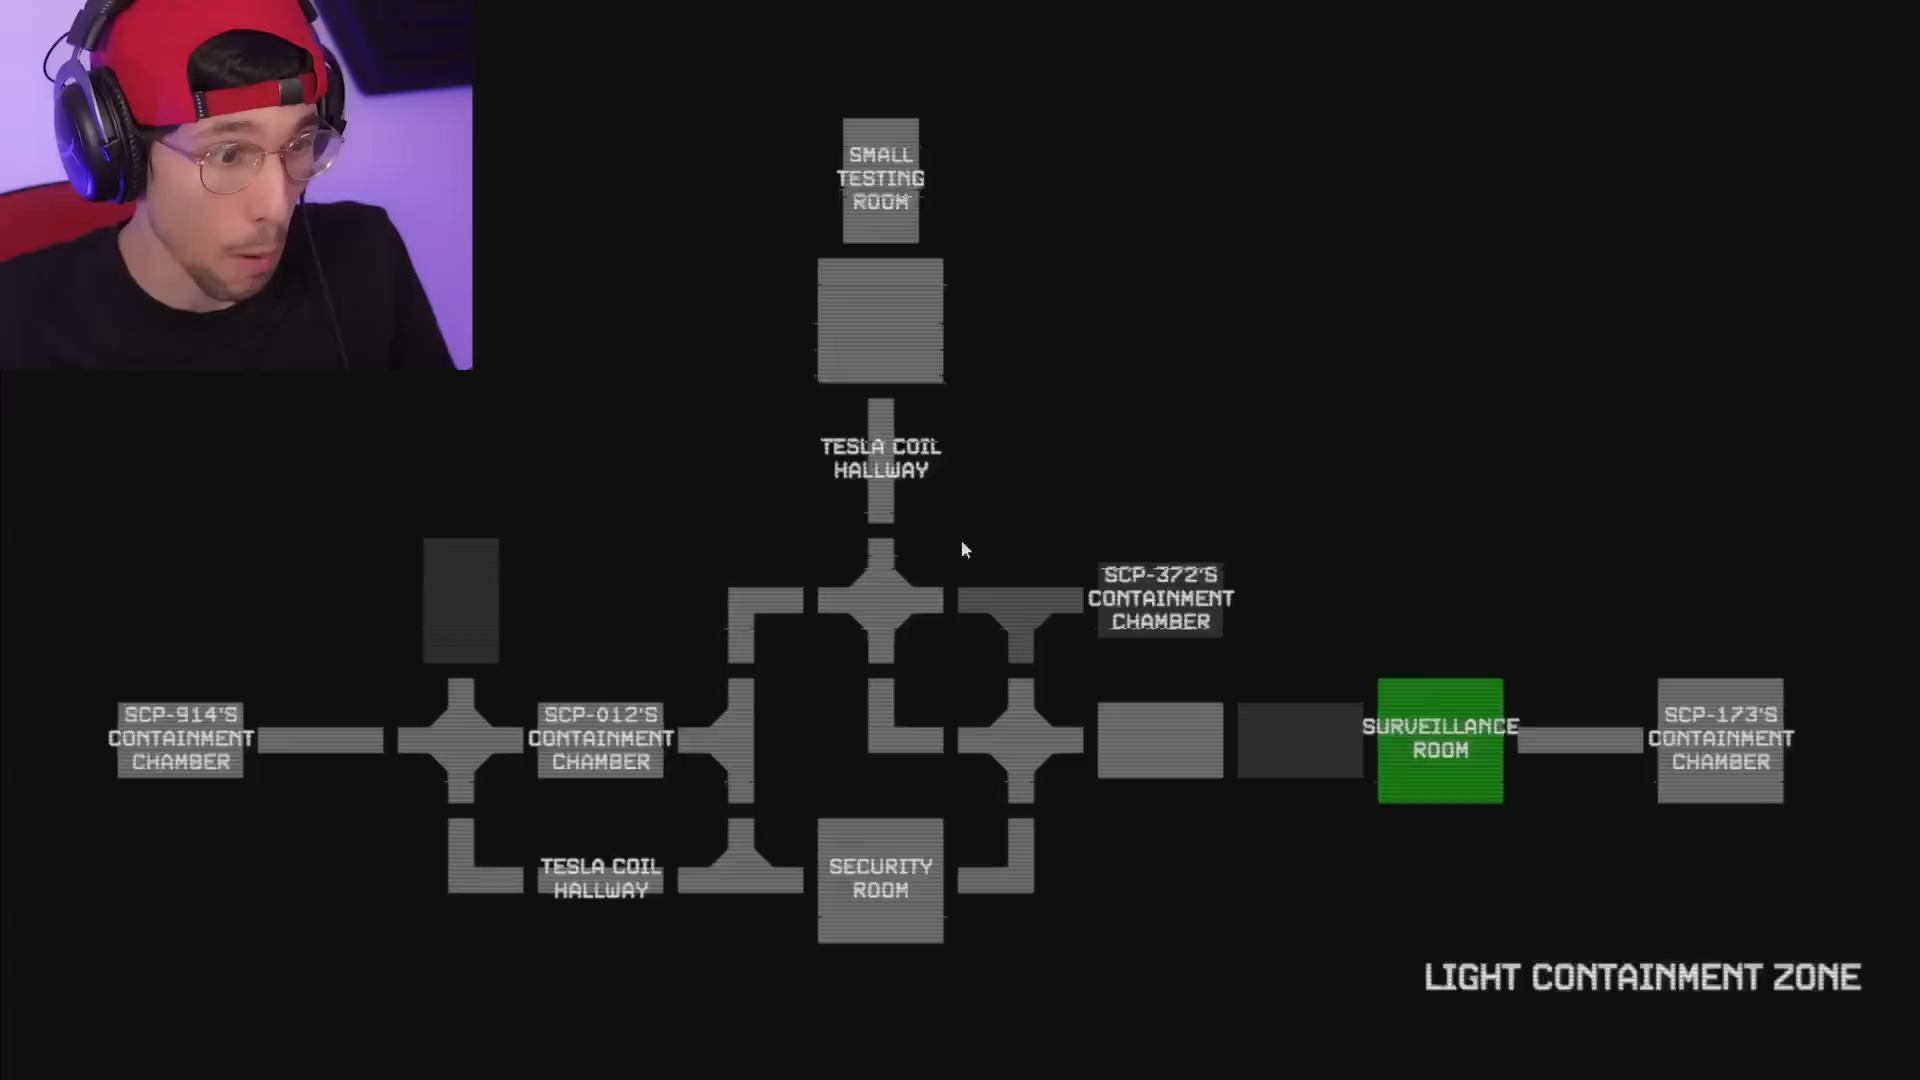 SMALL
TESTING
ROOM
TESLA COIL
HALLWAY
SCP-372'S
CONTAINMENT
CHAMBER
SCP-914'S
CONTAINMENT
CHAMBER
SCP-012'S
CONTAINMENT
CHAMBER
SURVEILLANCE
ROOM
SCP-173'S
CONTAINMENT
CHAMBER
TESLA COIL
HALLWAY
SECURITY
ROOM
LIGHT CONTAINMENT ZONE